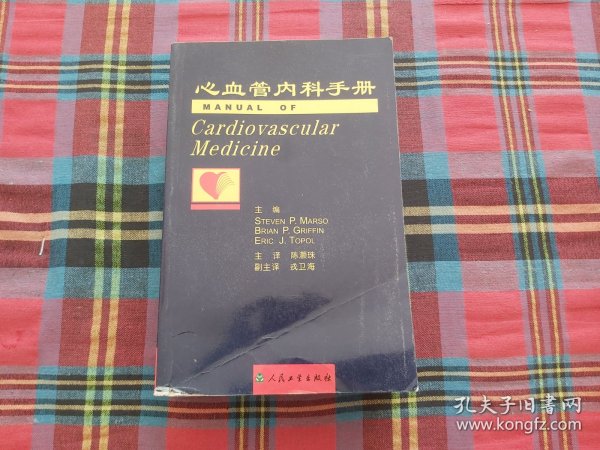 心血管内科手册
MANUAL OF
Cardiovascular
Medicine
主 编
STEVEN P. MARSO
BRIAN P. GRIFFIN
ERIC J. TOPOL
主 译 陈灏珠
副主译 戎卫海
人民卫生出版社
孔夫子旧书网
www.kongfz.com